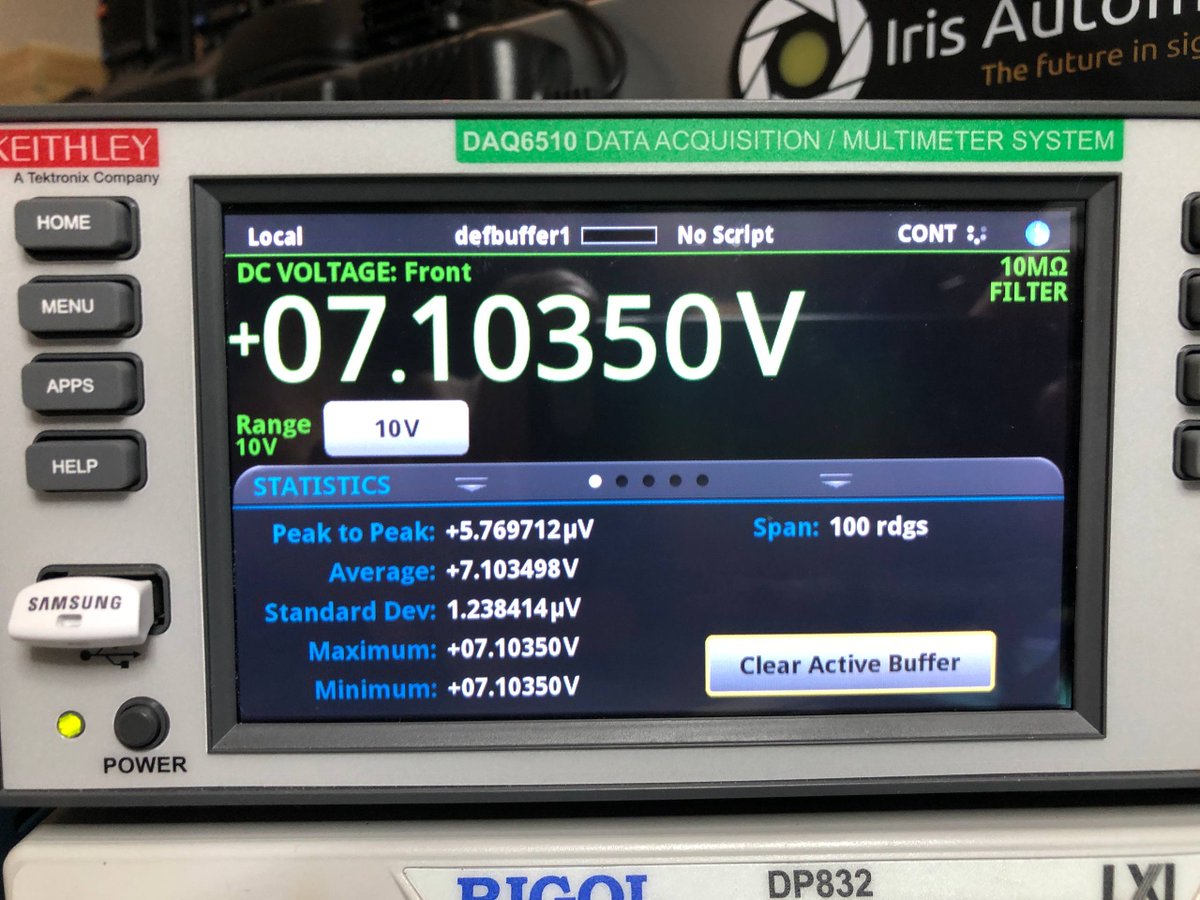 Iris Autom
The future in sig
KEITHLEY
A Tektronix Company
DAQ6510 DATA ACQUISITION / MULTIMETER SYSTEM
HOME
MENU
APPS
HELP
Local defbuffer1 No Script CONT
DC VOLTAGE: Front 10MΩ
FILTER
+07.10350 V
Range 10V
10V
STATISTICS
Peak to Peak: +5.769712µV Span: 100 rdgs
Average: +7.103498V
Standard Dev: 1.238414µV
Maximum: +07.10350V
Minimum: +07.10350V
Clear Active Buffer
SAMSUNG
POWER
RIGOL DP832 LXI